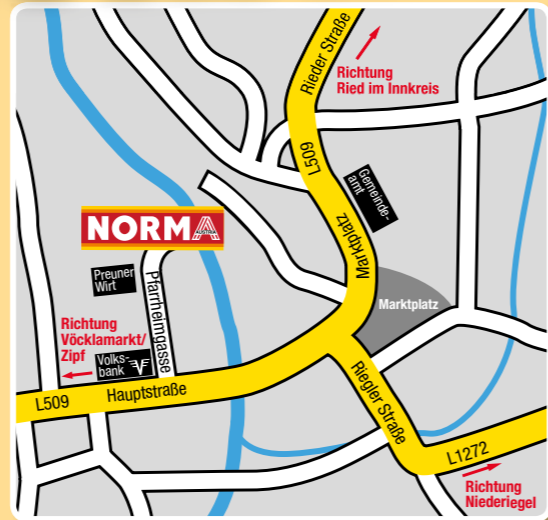 Rieder Straße
Richtung
Ried im Innkreis
L509
Gemeinde-
amt
Marktplatz
NORMA
AUSTRIA
Preuner
Wirt
Pfarrheimgasse
Marktplatz
Richtung
Vöcklamarkt/
Zipf
Volks-
bank
L509
Hauptstraße
Riegler Straße
L1272
Richtung
Niederiegel